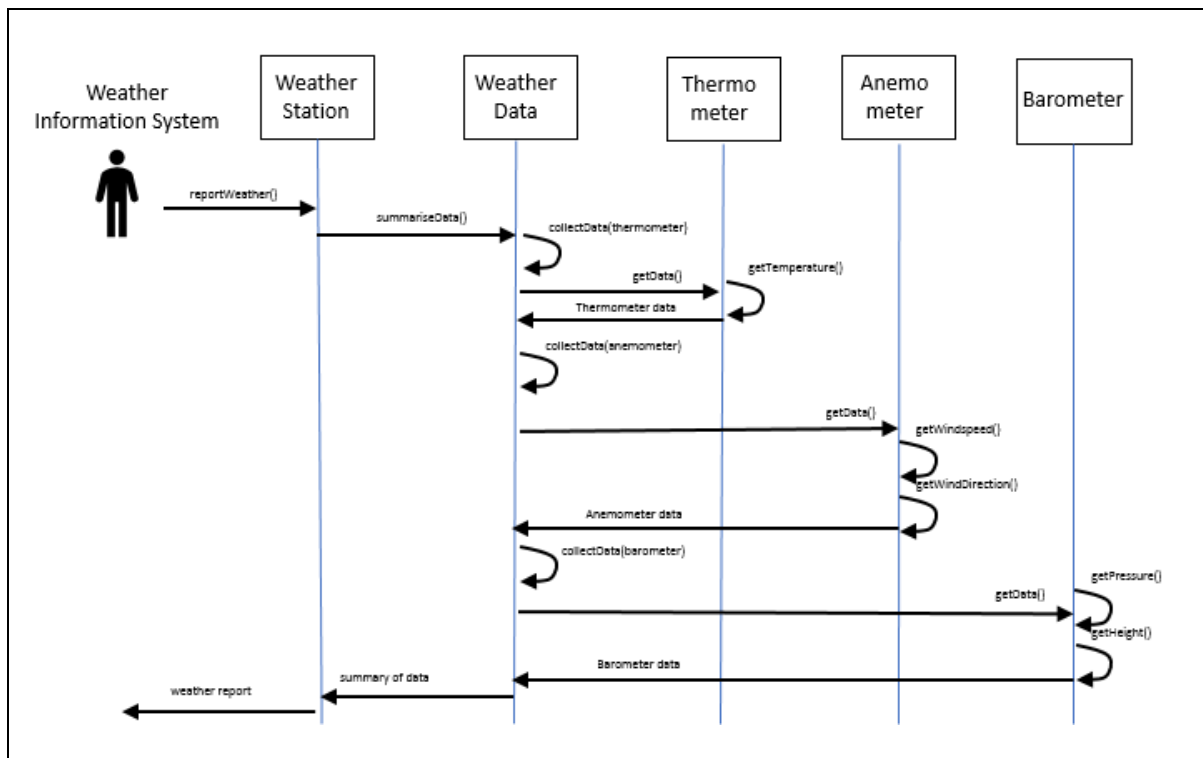 Weather
Information System
Weather
Station
Weather
Data
Thermo
meter
Anemo
meter
Barometer
reportWeather()
summariseData()
collectData(thermometer)
getTemperature()
getData()
Thermometer data
collectData(anemometer)
getData()
getWindspeed()
getWindDirection()
Anemometer data
collectData(barometer)
getPressure()
getData()
getHeight()
Barometer data
summary of data
weather report